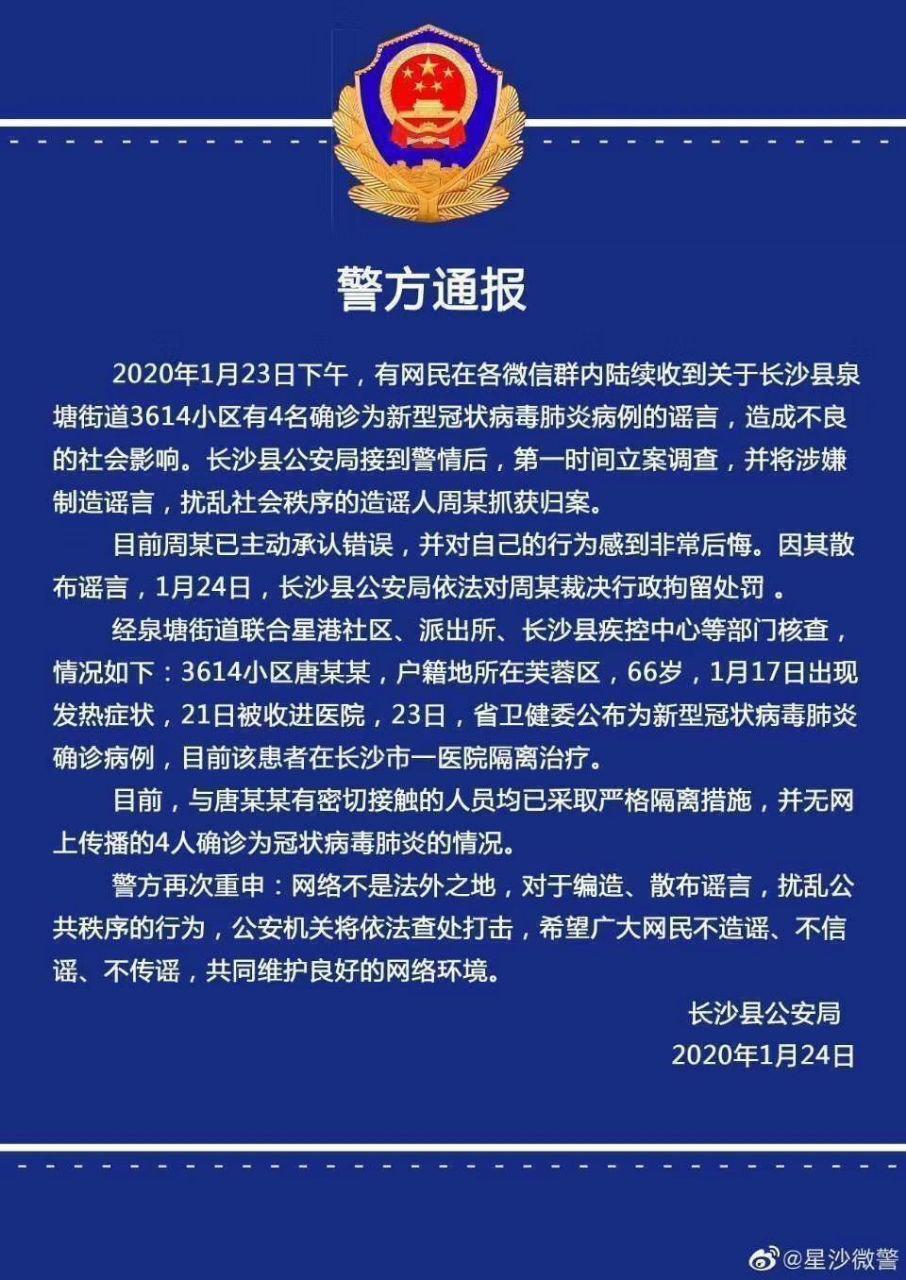 警方通报
2020年1月23日下午，有网民在各微信群内陆续收到关于长沙县泉
塘街道3614小区有4名确诊为新型冠状病毒肺炎病例的谣言，造成不良
的社会影响。长沙县公安局接到警情后，第一时间立案调查，并将涉嫌
制造谣言，扰乱社会秩序的造谣人周某抓获归案。
目前周某已主动承认错误，并对自己的行为感到非常后悔。因其散
布谣言，1月24日，长沙县公安局依法对周某裁决行政拘留处罚 。
经泉塘街道联合星港社区、派出所、长沙县疾控中心等部门核查，
情况如下：3614小区唐某某，户籍地所在芙蓉区，66岁，1月17日出现
发热症状，21日被收进医院，23日，省卫健委公布为新型冠状病毒肺炎
确诊病例，目前该患者在长沙市一医院隔离治疗。
目前，与唐某某有密切接触的人员均已采取严格隔离措施，并无网
上传播的4人确诊为冠状病毒肺炎的情况。
警方再次重申：网络不是法外之地，对于编造、散布谣言，扰乱公
共秩序的行为，公安机关将依法查处打击，希望广大网民不造谣、不信
谣、不传谣，共同维护良好的网络环境。
长沙县公安局
2020年1月24日
@星沙微警